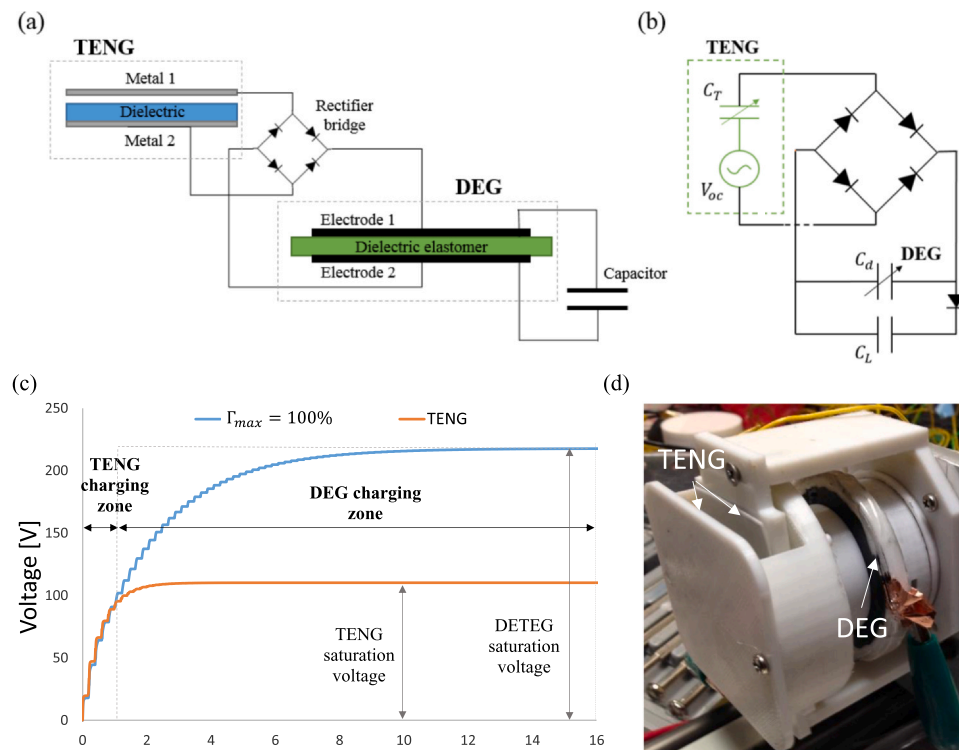 (a)
TENG
Metal 1
Dielectric
Metal 2
Rectifier
bridge
DEG
Electrode 1
Dielectric elastomer
Electrode 2
Capacitor
(b)
TENG
C_T
V_oc
C_d
DEG
C_L
(c)
250
200
150
100
50
0
Voltage [V]
Γ_max = 100%
TENG
TENG
charging
zone
DEG charging
zone
TENG
saturation
voltage
DETEG
saturation
voltage
0 2 4 6 8 10 12 14 16
(d)
TENG
DEG